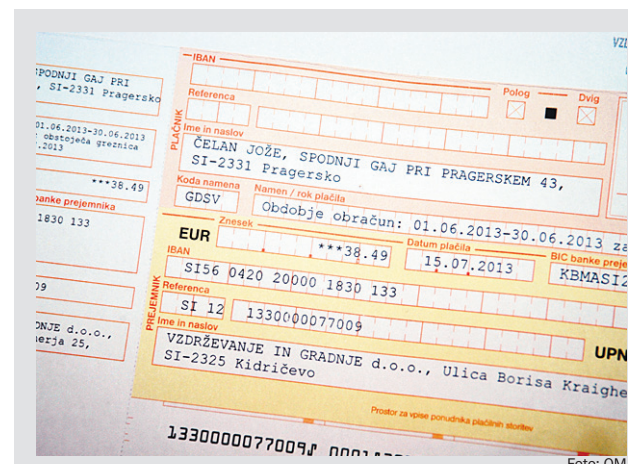 VZD
SPODNJI GAJ PRI
, SI-2331 Pragersko
01.06.2013-30.06.2013
obstoječa greznica
.2013
***38.49
banke prejemnika
1830 133
09
DNJE d.o.o.,
nerja 25,
IBAN
Polog
Dvig
Referenca
PLAČNIK
Ime in naslov
ČELAN JOŽE, SPODNJI GAJ PRI PRAGERSKEM 43,
SI-2331 Pragersko
Koda namena
Namen / rok plačila
GDSV
Obdobje obračun: 01.06.2013-30.06.2013 za
Znesek
Datum plačila
BIC banke preje
EUR
***38.49
15.07.2013
KBMASI2
IBAN
SI56 0420 20000 1830 133
PREJEMNIK
Referenca
SI 12
1330000077009
UPN
Ime in naslov
VZDRŽEVANJE IN GRADNJE d.o.o., Ulica Borisa Kraighe
SI-2325 Kidričevo
Prostor za vpise ponudnika plačilnih storitev
1330000077009
Foto: OM